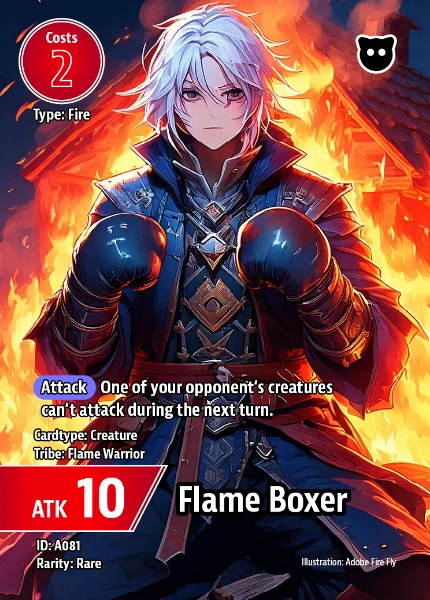 Costs
2
Type: Fire
Attack One of your opponent's creatures
can't attack during the next turn.
Cardtype: Creature
Tribe: Flame Warrior
ATK 10
Flame Boxer
ID: A081
Rarity: Rare
Illustration: Adobe Fire Fly